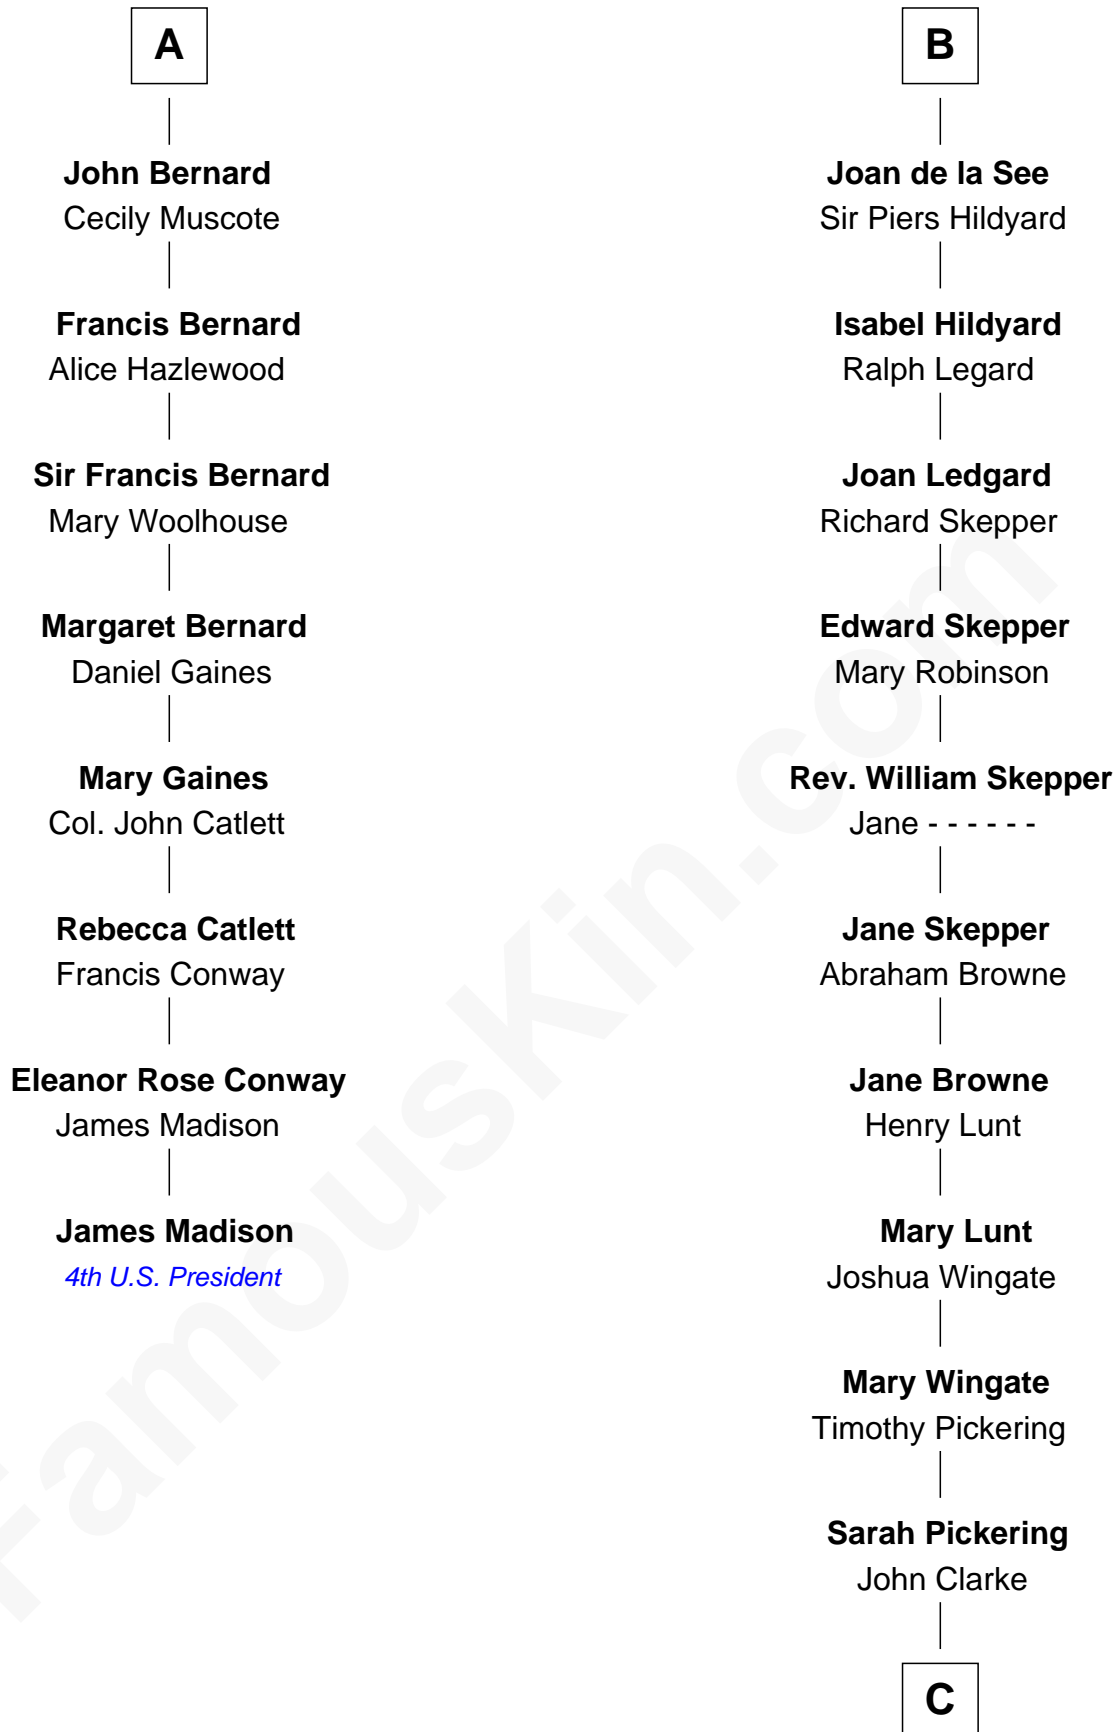 A
John Bernard
Cecily Muscote
Francis Bernard
Alice Hazlewood
Sir Francis Bernard
Mary Woolhouse
Margaret Bernard
Daniel Gaines
Mary Gaines
Col. John Catlett
Rebecca Catlett
Francis Conway
Eleanor Rose Conway
James Madison
James Madison
4th U.S. President
B
Joan de la See
Sir Piers Hildyard
Isabel Hildyard
Ralph Legard
Joan Ledgard
Richard Skepper
Edward Skepper
Mary Robinson
Rev. William Skepper
Jane - - - - - -
Jane Skepper
Abraham Browne
Jane Browne
Henry Lunt
Mary Lunt
Joshua Wingate
Mary Wingate
Timothy Pickering
Sarah Pickering
John Clarke
C
FamousKin.com